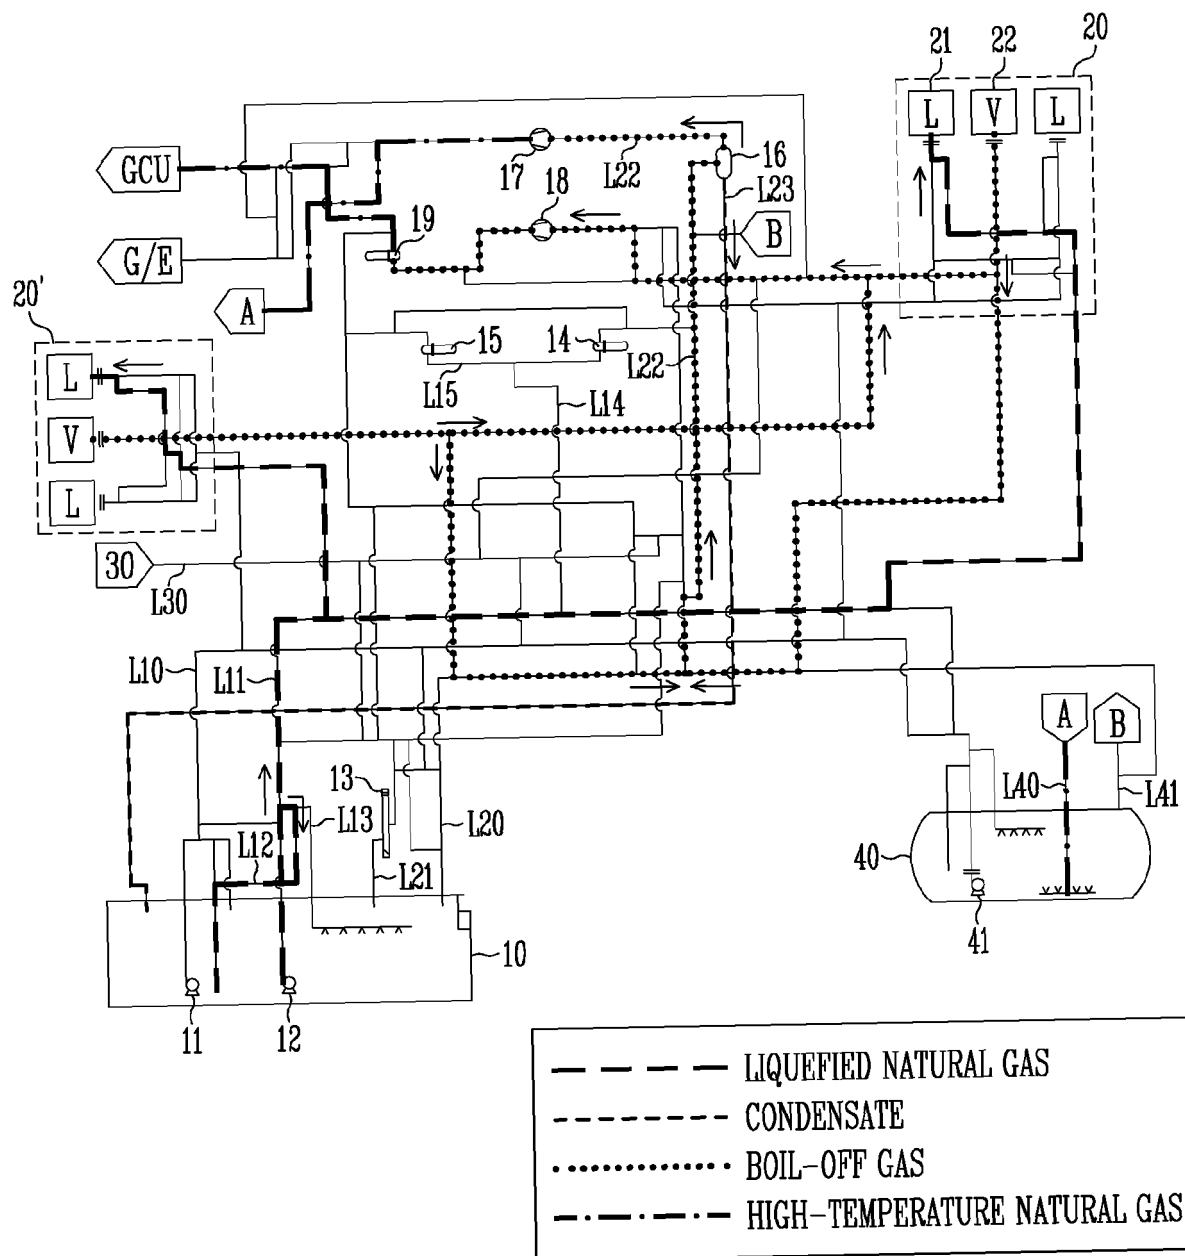 21
22
20
L
V
L
GCU
17
L22
16
L23
18
19
B
G/E
A
20'
15
14
L22
L
L15
L14
V
L
30
L30
L10
L11
A
B
13
L13
L20
L40
L41
L12
L21
40
10
41
11
12
LIQUEFIED NATURAL GAS
CONDENSATE
BOIL-OFF GAS
HIGH-TEMPERATURE NATURAL GAS